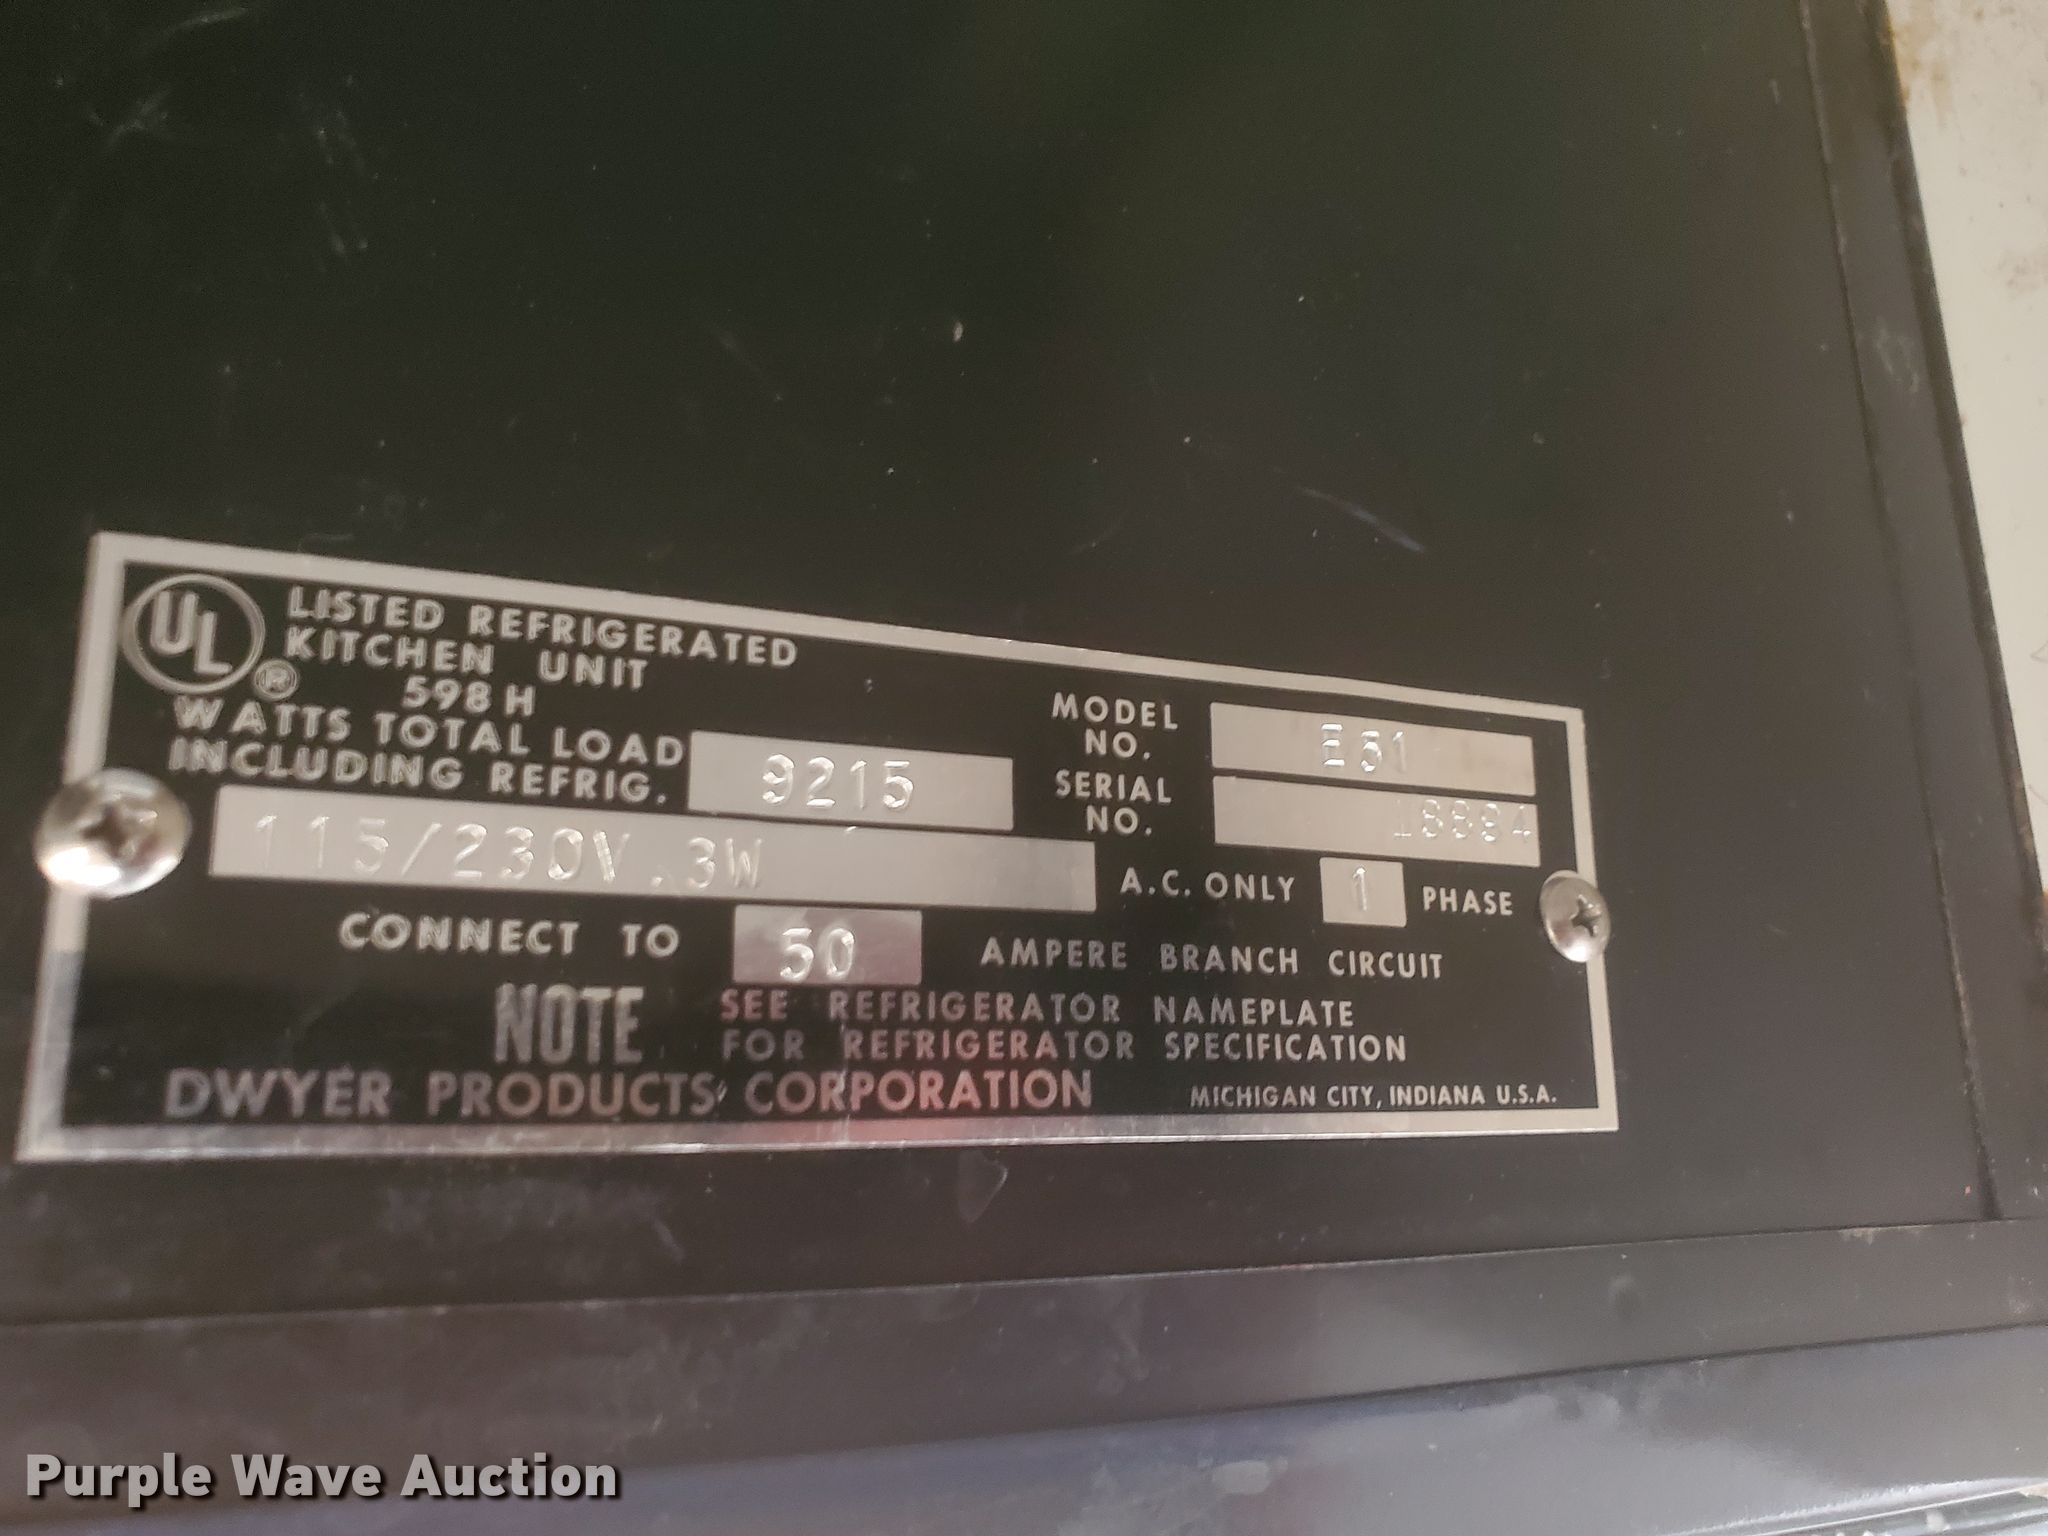 UL ® LISTED REFRIGERATED
KITCHEN UNIT
598H
WATTS TOTAL LOAD
INCLUDING REFRIG. 9215
MODEL NO. E51
SERIAL NO. 18884
115/230V.3W
A.C. ONLY 1 PHASE
CONNECT TO 50 AMPERE BRANCH CIRCUIT
NOTE SEE REFRIGERATOR NAMEPLATE
FOR REFRIGERATOR SPECIFICATION
DWYER PRODUCTS CORPORATION MICHIGAN CITY, INDIANA U.S.A.
Purple Wave Auction